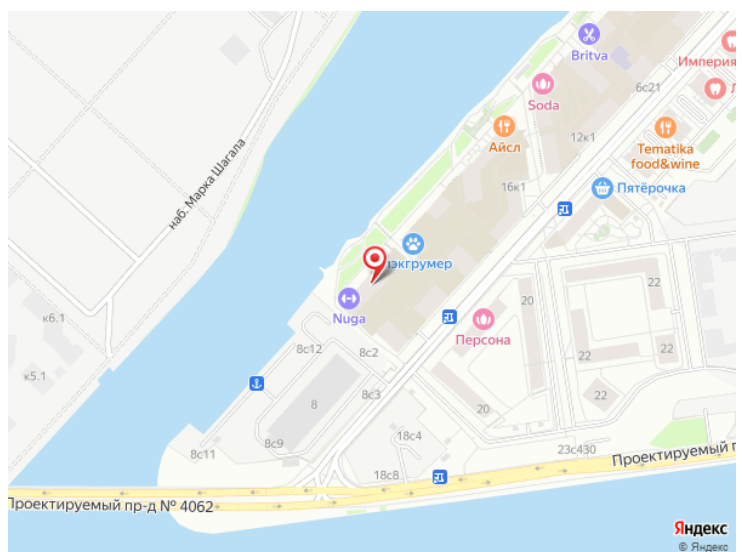 Britva
Империя
6с21
Soda
Айсл
12к1
Tematika
food&wine
16к1
Пятёрочка
наб. Марка Шагала
экгрумер
Nuga
20
Персона
22
к6.1
8с12
8с2
22
к5.1
8с3
22
8
20
8с9
18с4
8с11
23с430
18с8
Проектируемый п
Проектируемый пр-д № 4062
Яндекс
© Яндекс